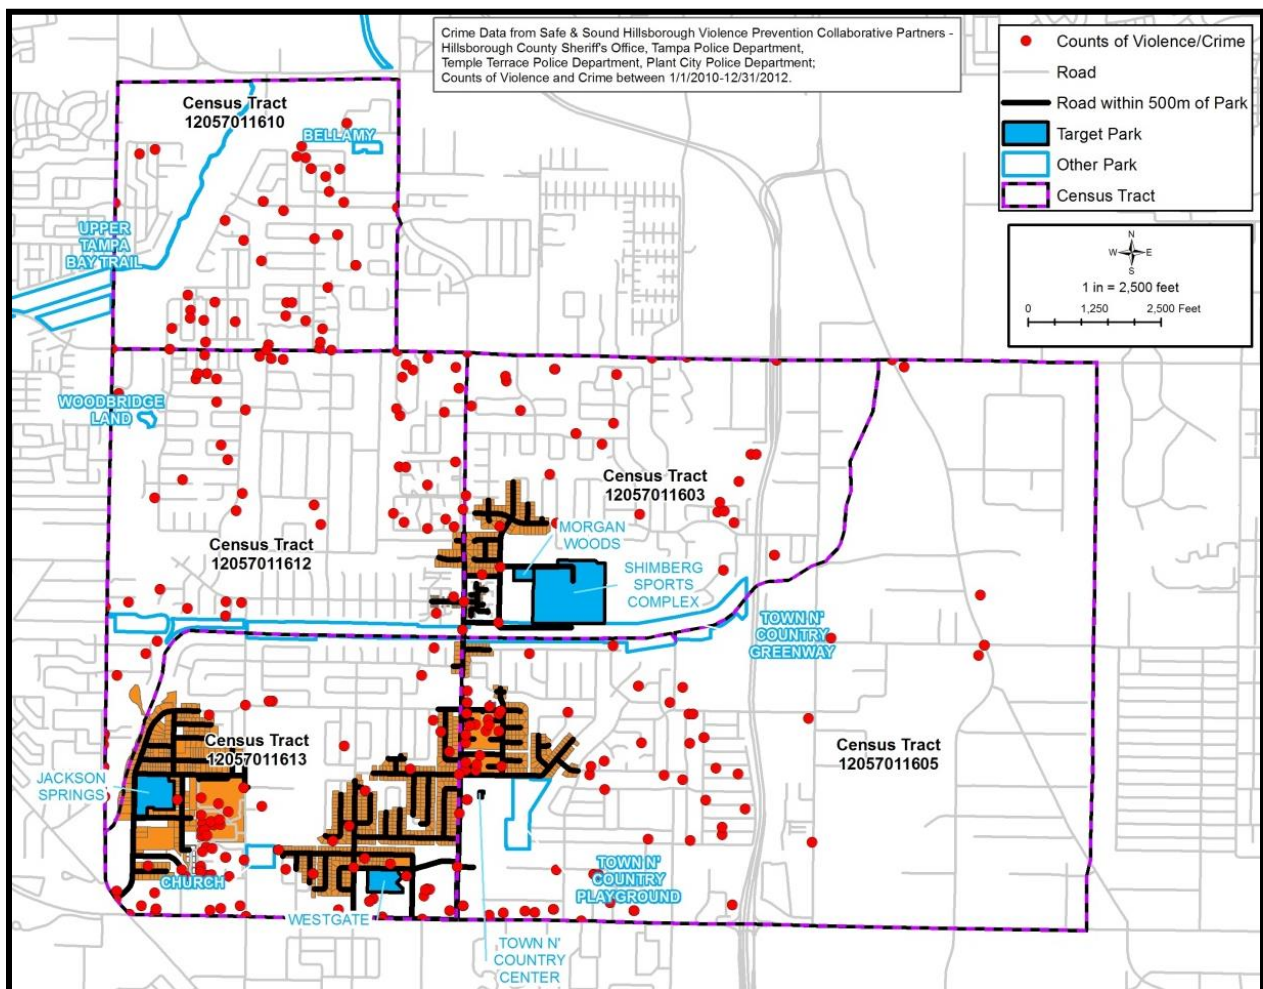 Crime Data from Safe & Sound Hillsborough Violence Prevention Collaborative Partners -
Hillsborough County Sheriff's Office, Tampa Police Department,
Temple Terrace Police Department, Plant City Police Department;
Counts of Violence and Crime between 1/1/2010-12/31/2012.
Counts of Violence/Crime
Road
Road within 500m of Park
Target Park
Other Park
Census Tract
N
W E
S
1 in = 2,500 feet
0 1,250 2,500 Feet
Census Tract
12057011610
BELLAMY
UPPER
TAMPA
BAY TRAIL
WOODBRIDGE
LAND
Census Tract
12057011603
MORGAN
WOODS
Census Tract
12057011612
SHIMBERG
SPORTS
COMPLEX
TOWN N'
COUNTRY
GREENWAY
Census Tract
12057011613
Census Tract
12057011605
JACKSON
SPRINGS
CHURCH
TOWN N'
COUNTRY
PLAYGROUND
WESTGATE
TOWN N'
COUNTRY
CENTER